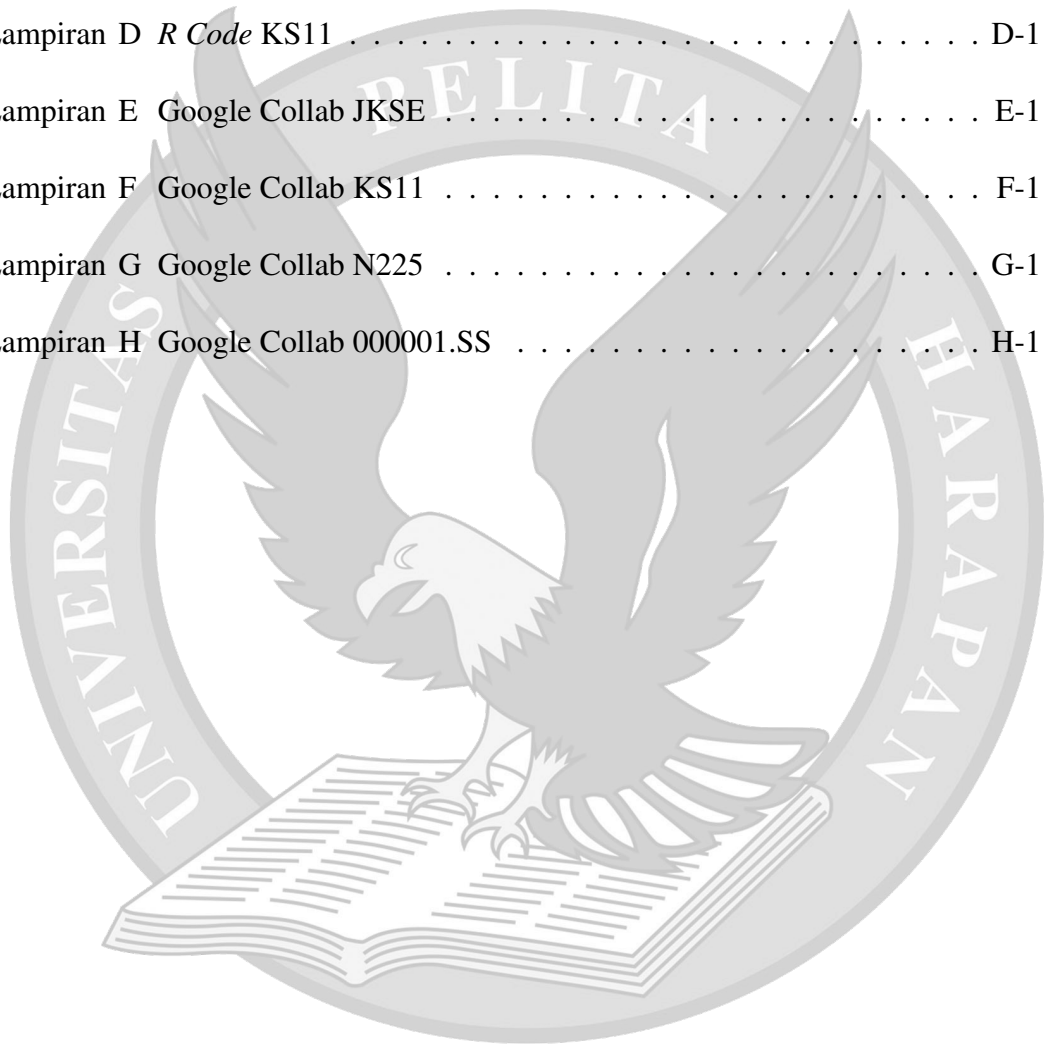 ampiran D R Code KS11 . . . . . . . . . . . . . . . . . . . . . . . . . . . . D-1
ampiran E Google Collab JKSE . . . . . . . . . . . . . . . . . . . . . . . . E-1
ampiran F Google Collab KS11 . . . . . . . . . . . . . . . . . . . . . . . . F-1
ampiran G Google Collab N225 . . . . . . . . . . . . . . . . . . . . . . . . G-1
ampiran H Google Collab 000001.SS . . . . . . . . . . . . . . . . . . . . . H-1
UNIVERSITAS PELITA HARAPAN